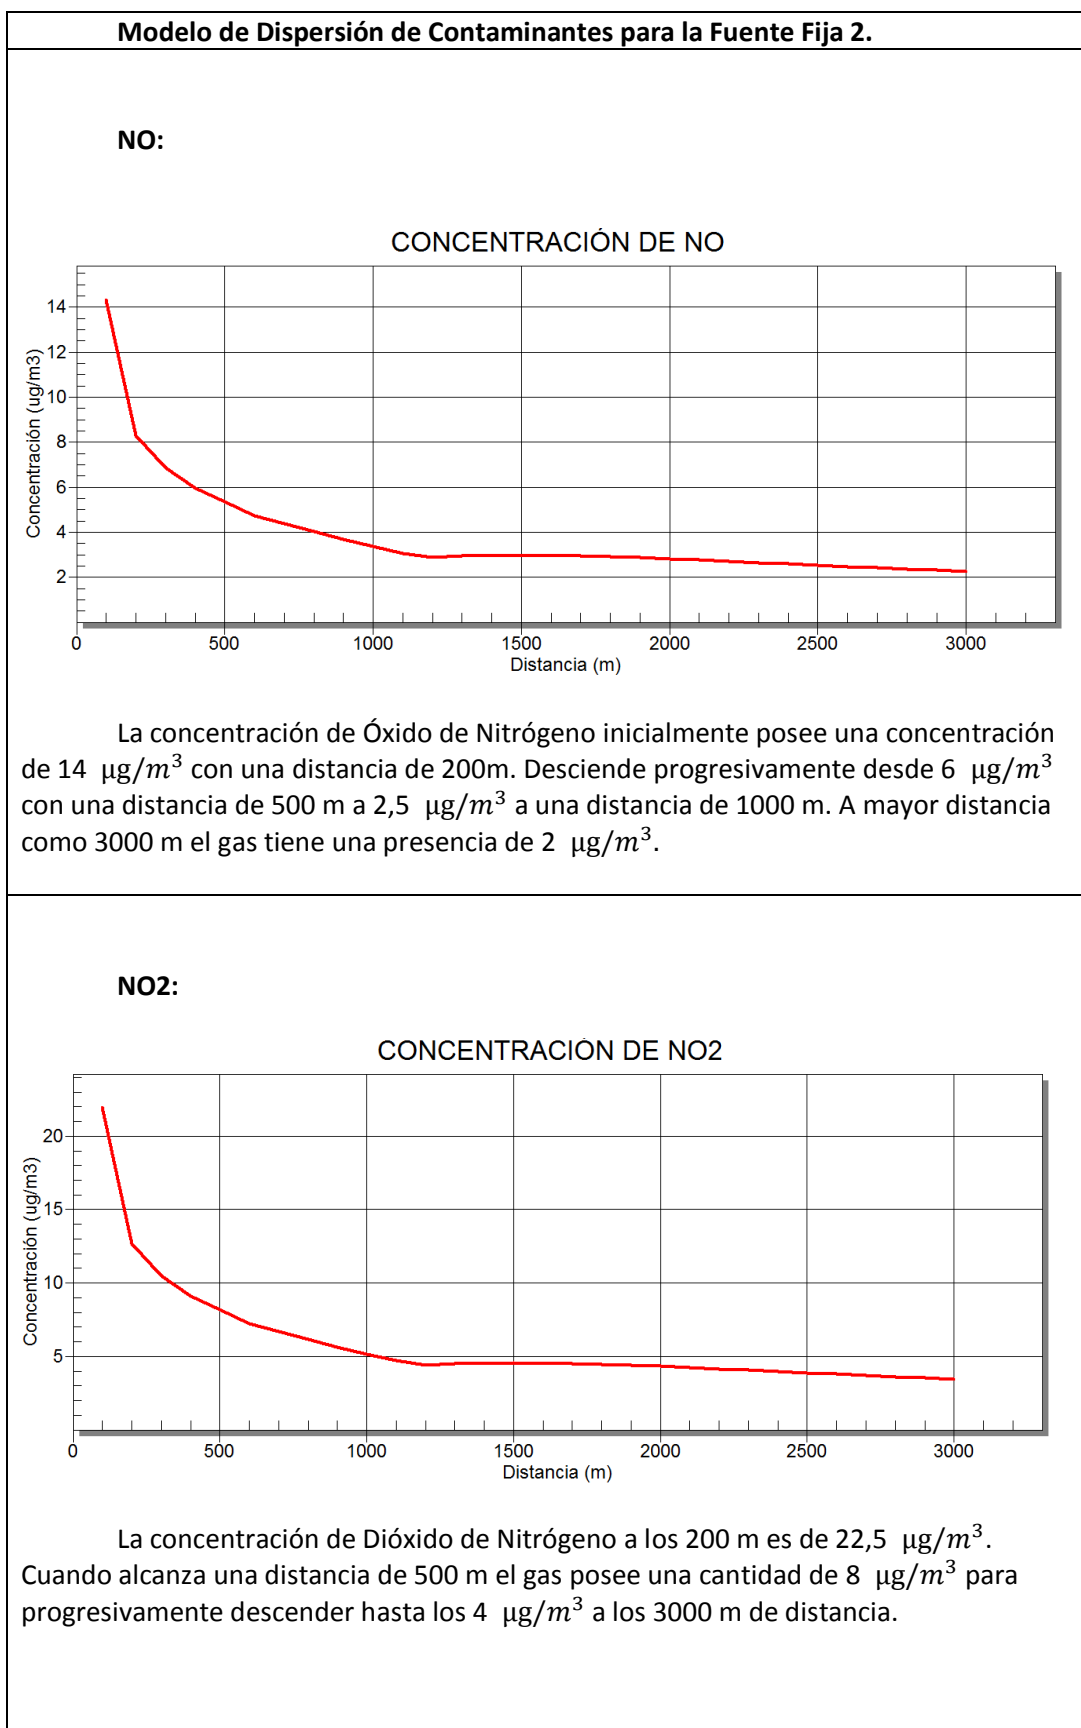 Modelo de Dispersión de Contaminantes para la Fuente Fija 2.
NO:
CONCENTRACIÓN DE NO
Concentración (ug/m3)
14
12
10
8
6
4
2
0 500 1000 1500 2000 2500 3000
Distancia (m)
La concentración de Óxido de Nitrógeno inicialmente posee una concentración
de 14 μg/m³ con una distancia de 200m. Desciende progresivamente desde 6 μg/m³
con una distancia de 500 m a 2,5 μg/m³ a una distancia de 1000 m. A mayor distancia
como 3000 m el gas tiene una presencia de 2 μg/m³.
NO2:
CONCENTRACIÓN DE NO2
Concentración (ug/m3)
20
15
10
5
0 500 1000 1500 2000 2500 3000
Distancia (m)
La concentración de Dióxido de Nitrógeno a los 200 m es de 22,5 μg/m³.
Cuando alcanza una distancia de 500 m el gas posee una cantidad de 8 μg/m³ para
progresivamente descender hasta los 4 μg/m³ a los 3000 m de distancia.